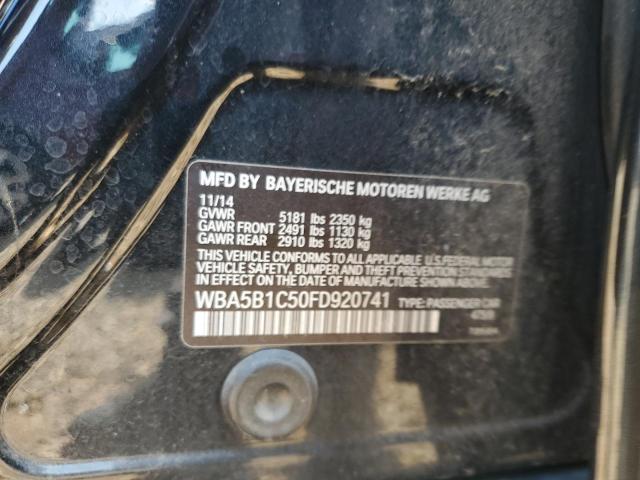 MFD BY BAYERISCHE MOTOREN WERKE AG
11/14
GVWR 5181 lbs 2350 kg
GAWR FRONT 2491 lbs 1130 kg
GAWR REAR 2910 lbs 1320 kg
THIS VEHICLE CONFORMS TO ALL APPLICABLE U.S. FEDERAL MOTOR
VEHICLE SAFETY, BUMPER AND THEFT PREVENTION STANDARDS
IN EFFECT ON THE DATE OF MANUFACTURE SHOWN ABOVE.
WBA5B1C50FD920741 TYPE: PASSENGER CAR